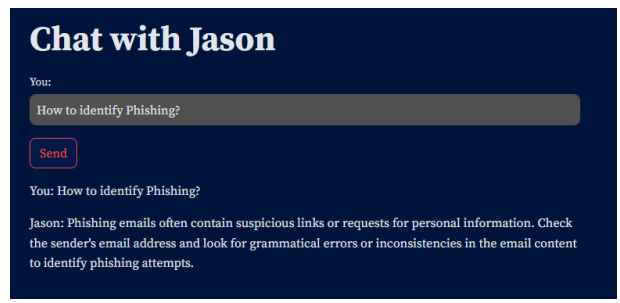 Chat with Jason
You:
How to identify Phishing?
Send
You: How to identify Phishing?
Jason: Phishing emails often contain suspicious links or requests for personal information. Check
the sender's email address and look for grammatical errors or inconsistencies in the email content
to identify phishing attempts.